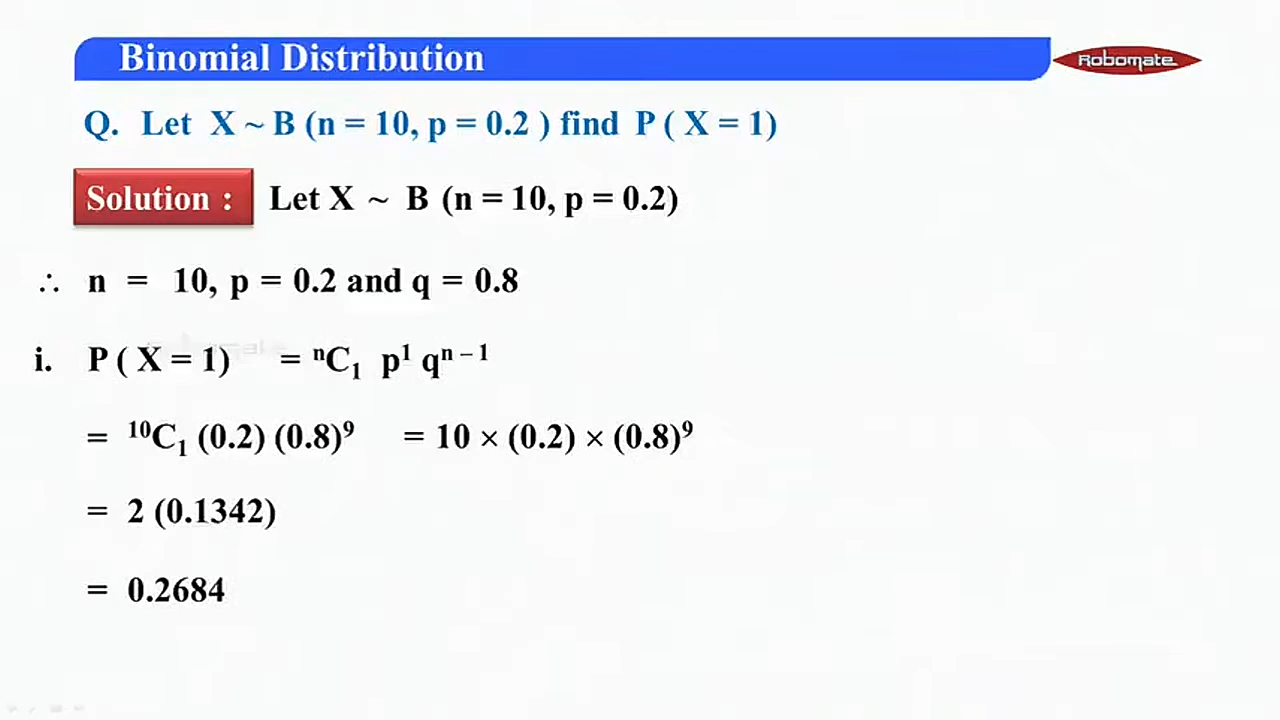 Binomial Distribution
Robomate
Q. Let X ~ B (n = 10, p = 0.2 ) find P ( X = 1)
Solution : Let X ~ B (n = 10, p = 0.2)
∴ n = 10, p = 0.2 and q = 0.8
i. P ( X = 1) = ⁿC₁ p¹ qⁿ⁻¹
= ¹⁰C₁ (0.2) (0.8)⁹ = 10 × (0.2) × (0.8)⁹
= 2 (0.1342)
= 0.2684